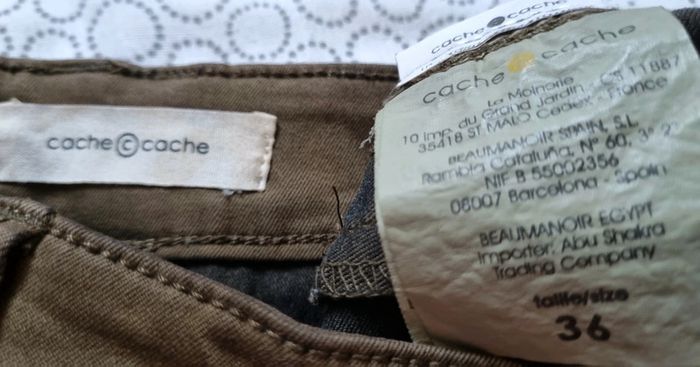 cache cache
cache cache
cache c cache
La Moinerie
10 Imp. du Grand Jardin - CS 11887
35418 ST MALO Cedex - France
BEAUMANOIR SPAIN, S.L.
Rambla Cataluña, N° 60, 3° 2ª
NIF B 55002356
08007 Barcelona - Spain
BEAUMANOIR EGYPT
Importer: Abu Shakra
Trading Company
taille/size
36